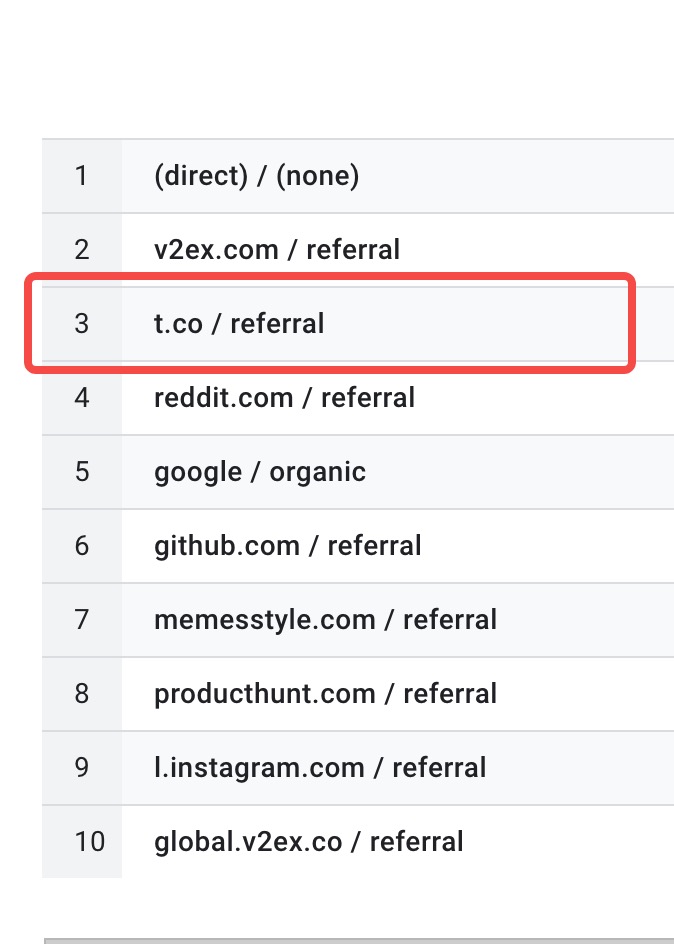 1 (direct) / (none)
2 v2ex.com / referral
3 t.co / referral
4 reddit.com / referral
5 google / organic
6 github.com / referral
7 memesstyle.com / referral
8 producthunt.com / referral
9 l.instagram.com / referral
10 global.v2ex.co / referral